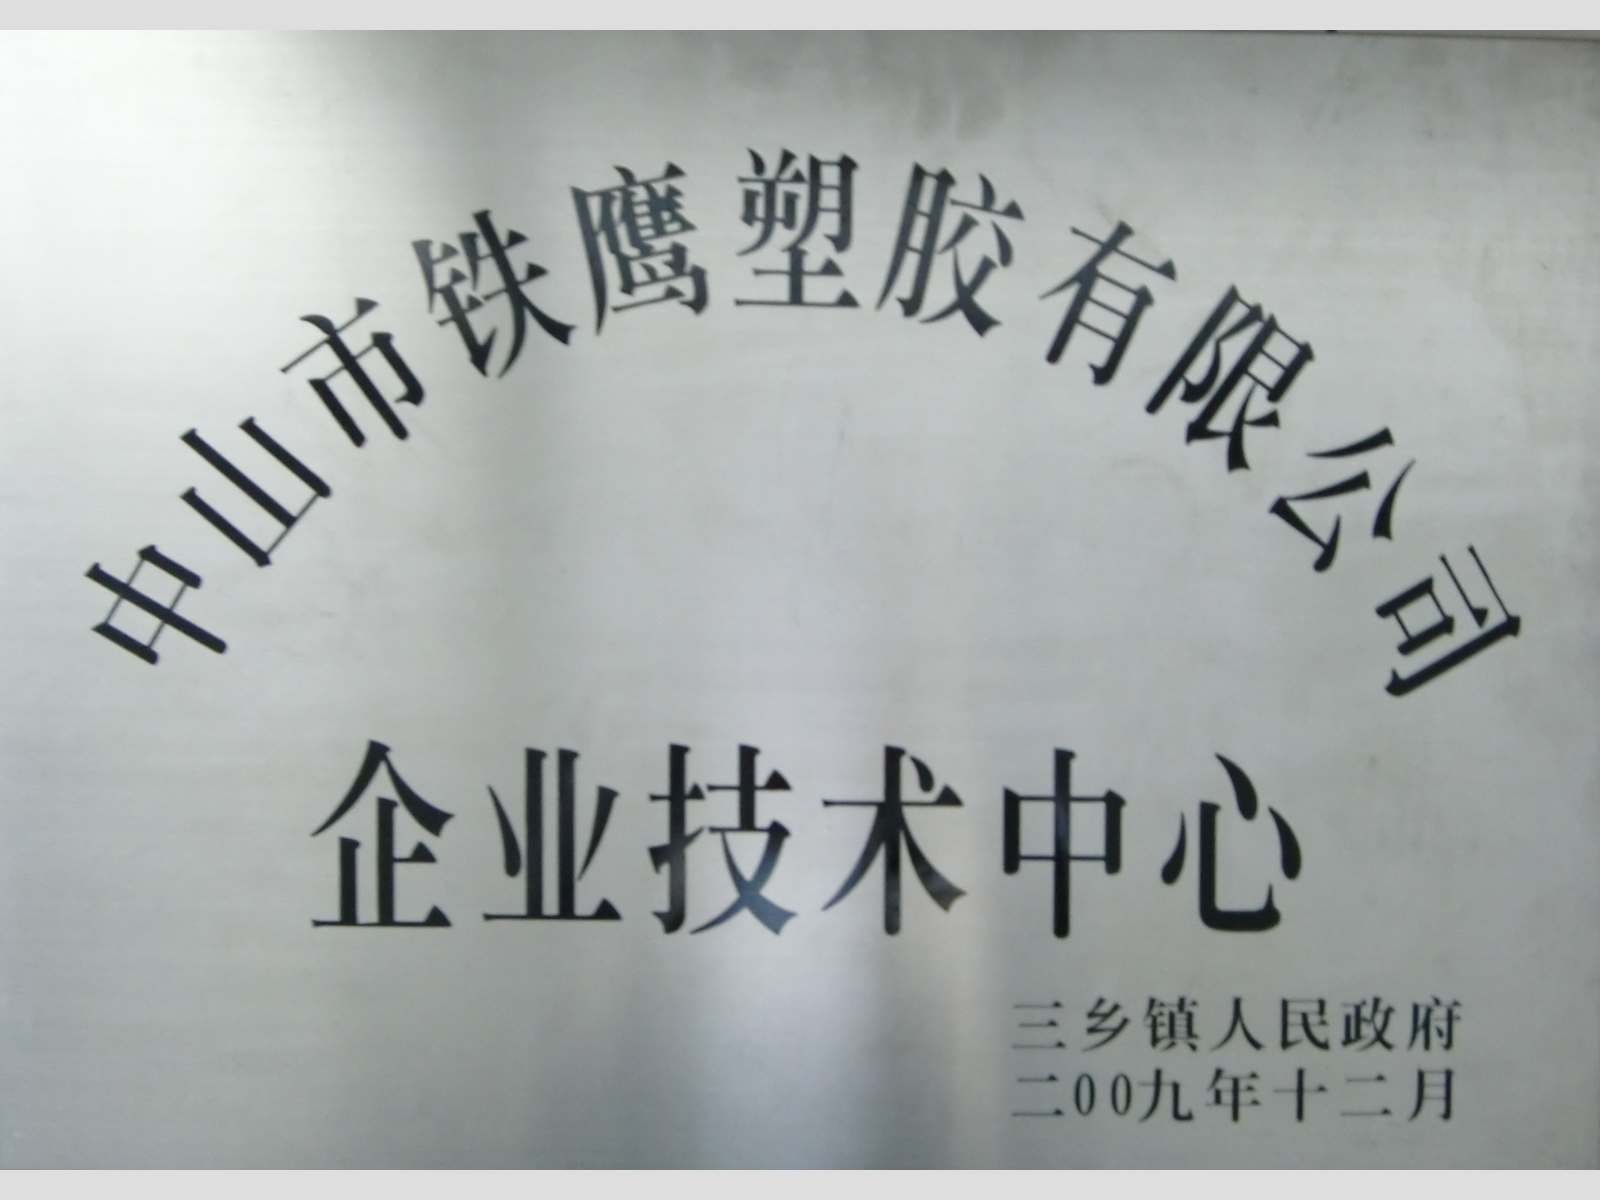 中山市铁鹰塑胶有限公司
企业技术中心
三乡镇人民政府
二00九年十二月